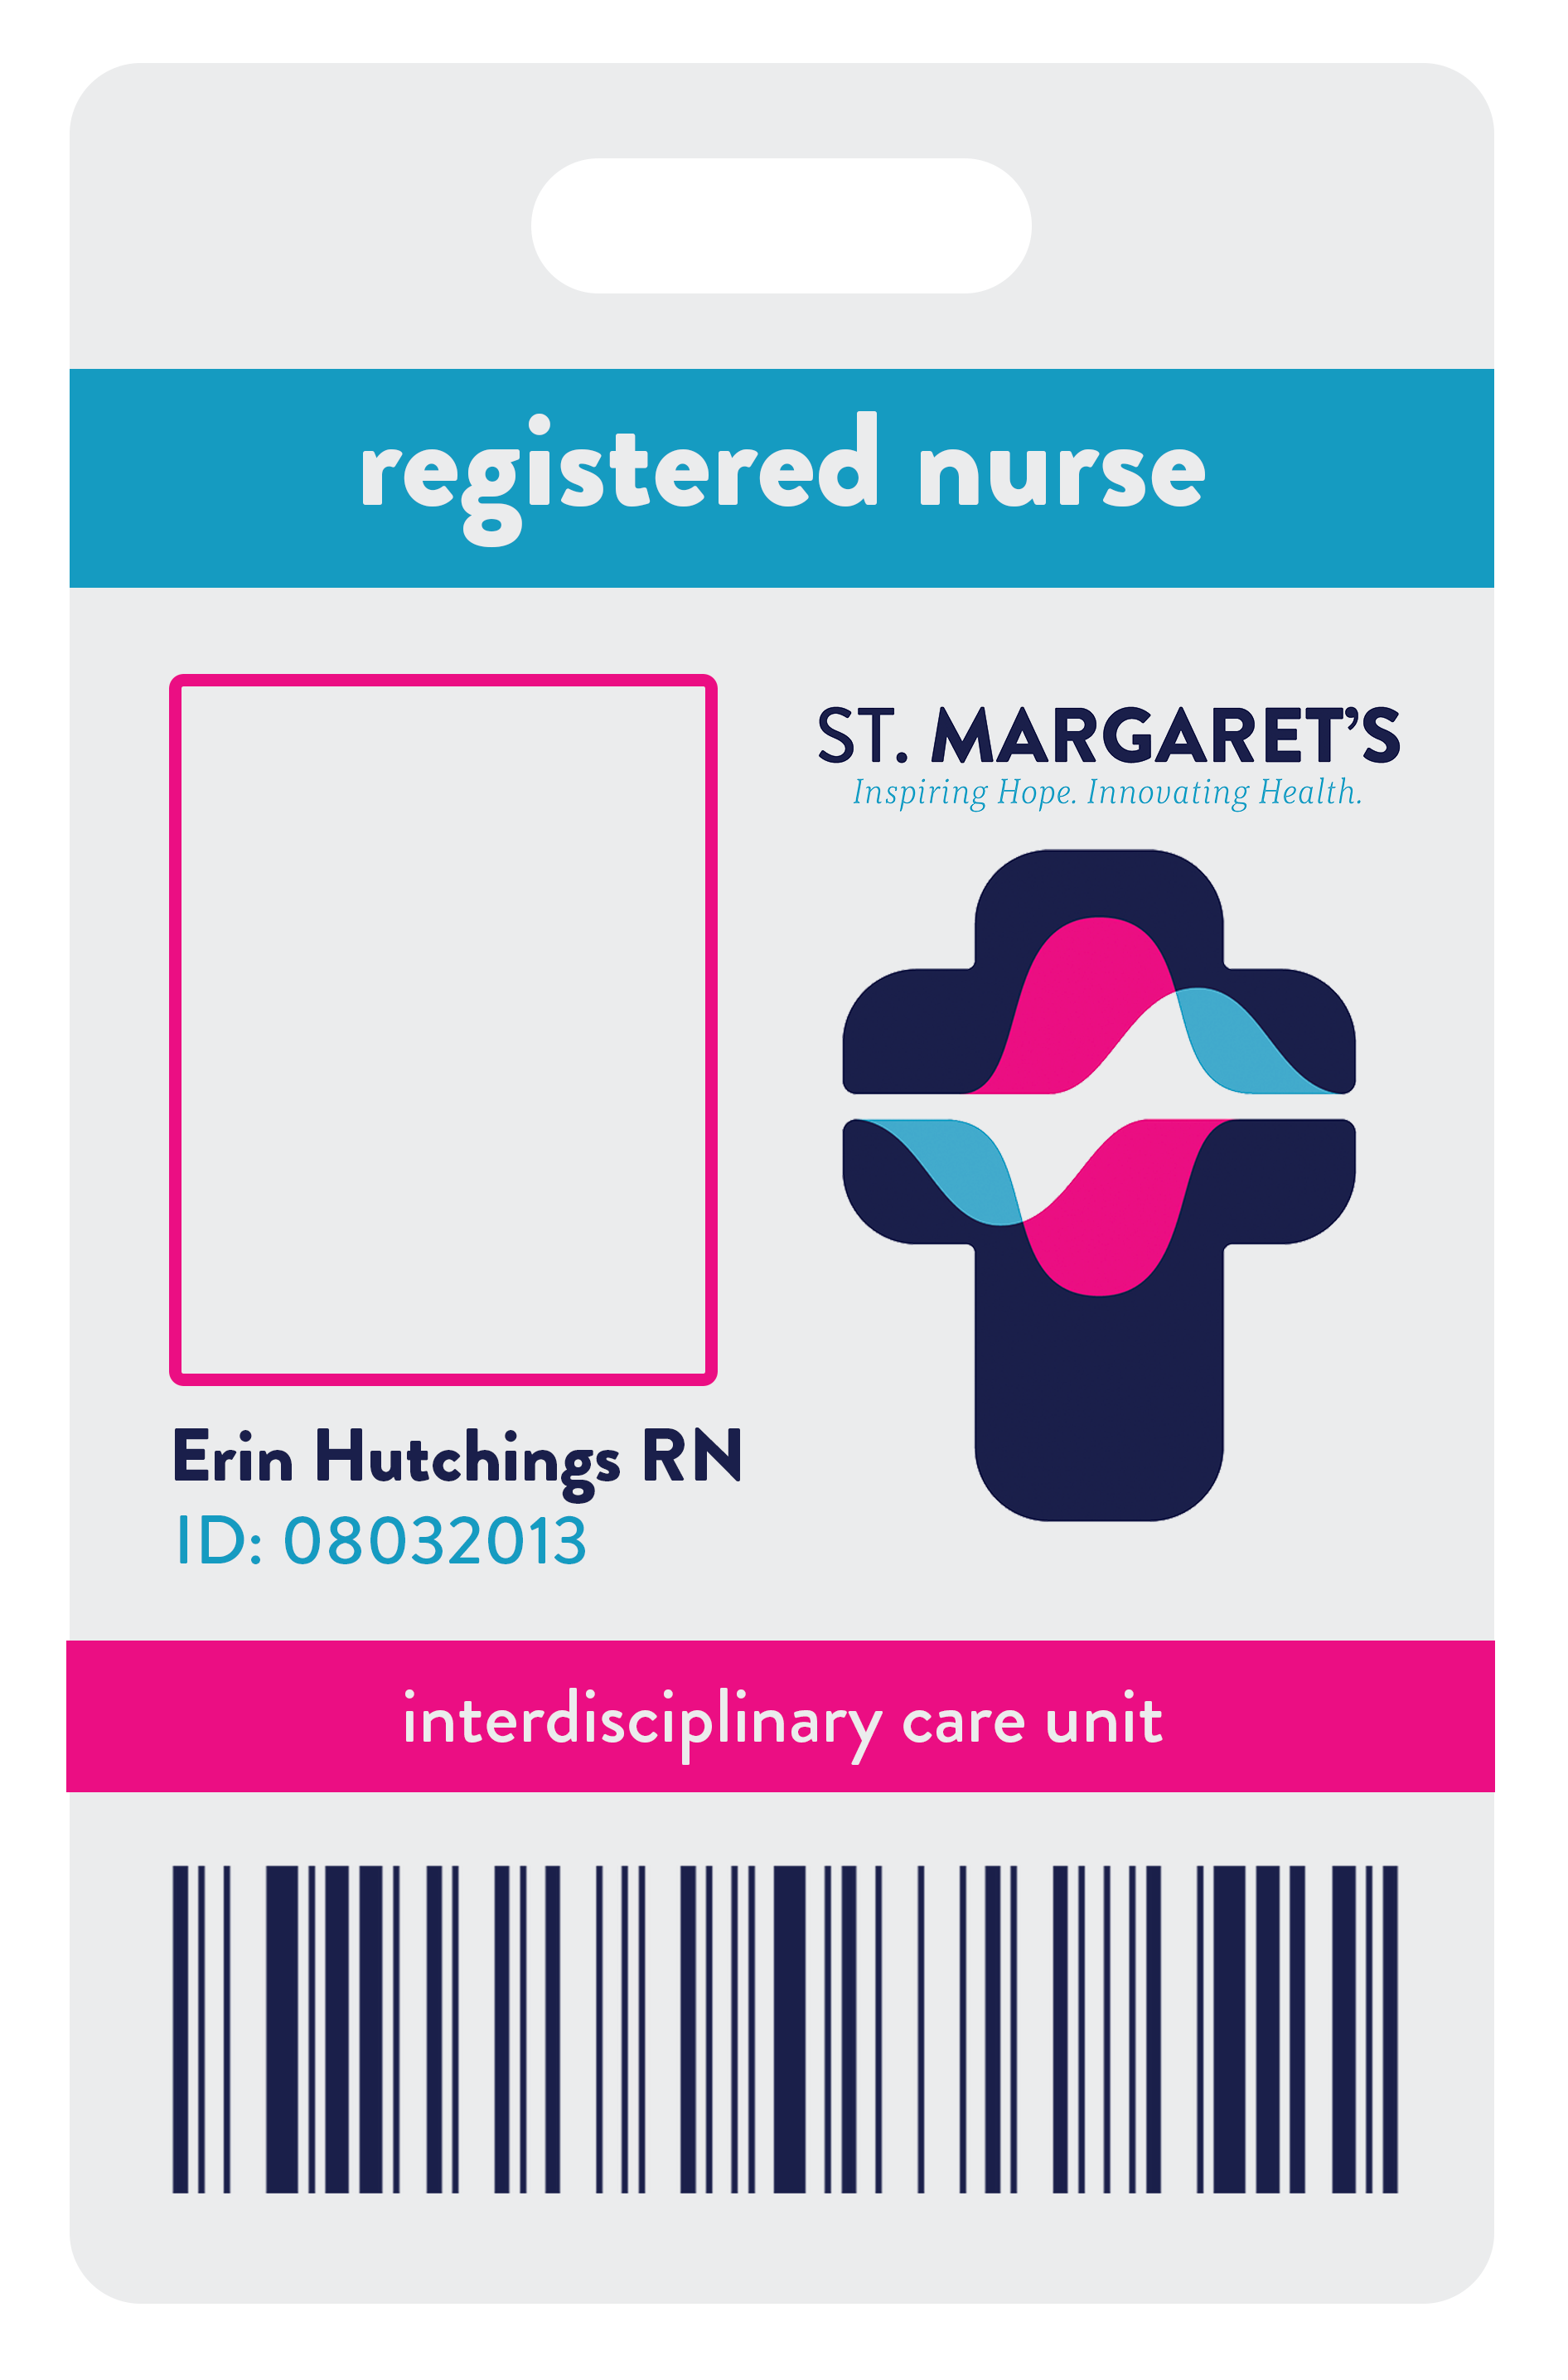 registered nurse
ST. MARGARET'S
Inspiring Hope. Innovating Health.
Erin Hutchings RN
ID: 08032013
interdisciplinary care unit